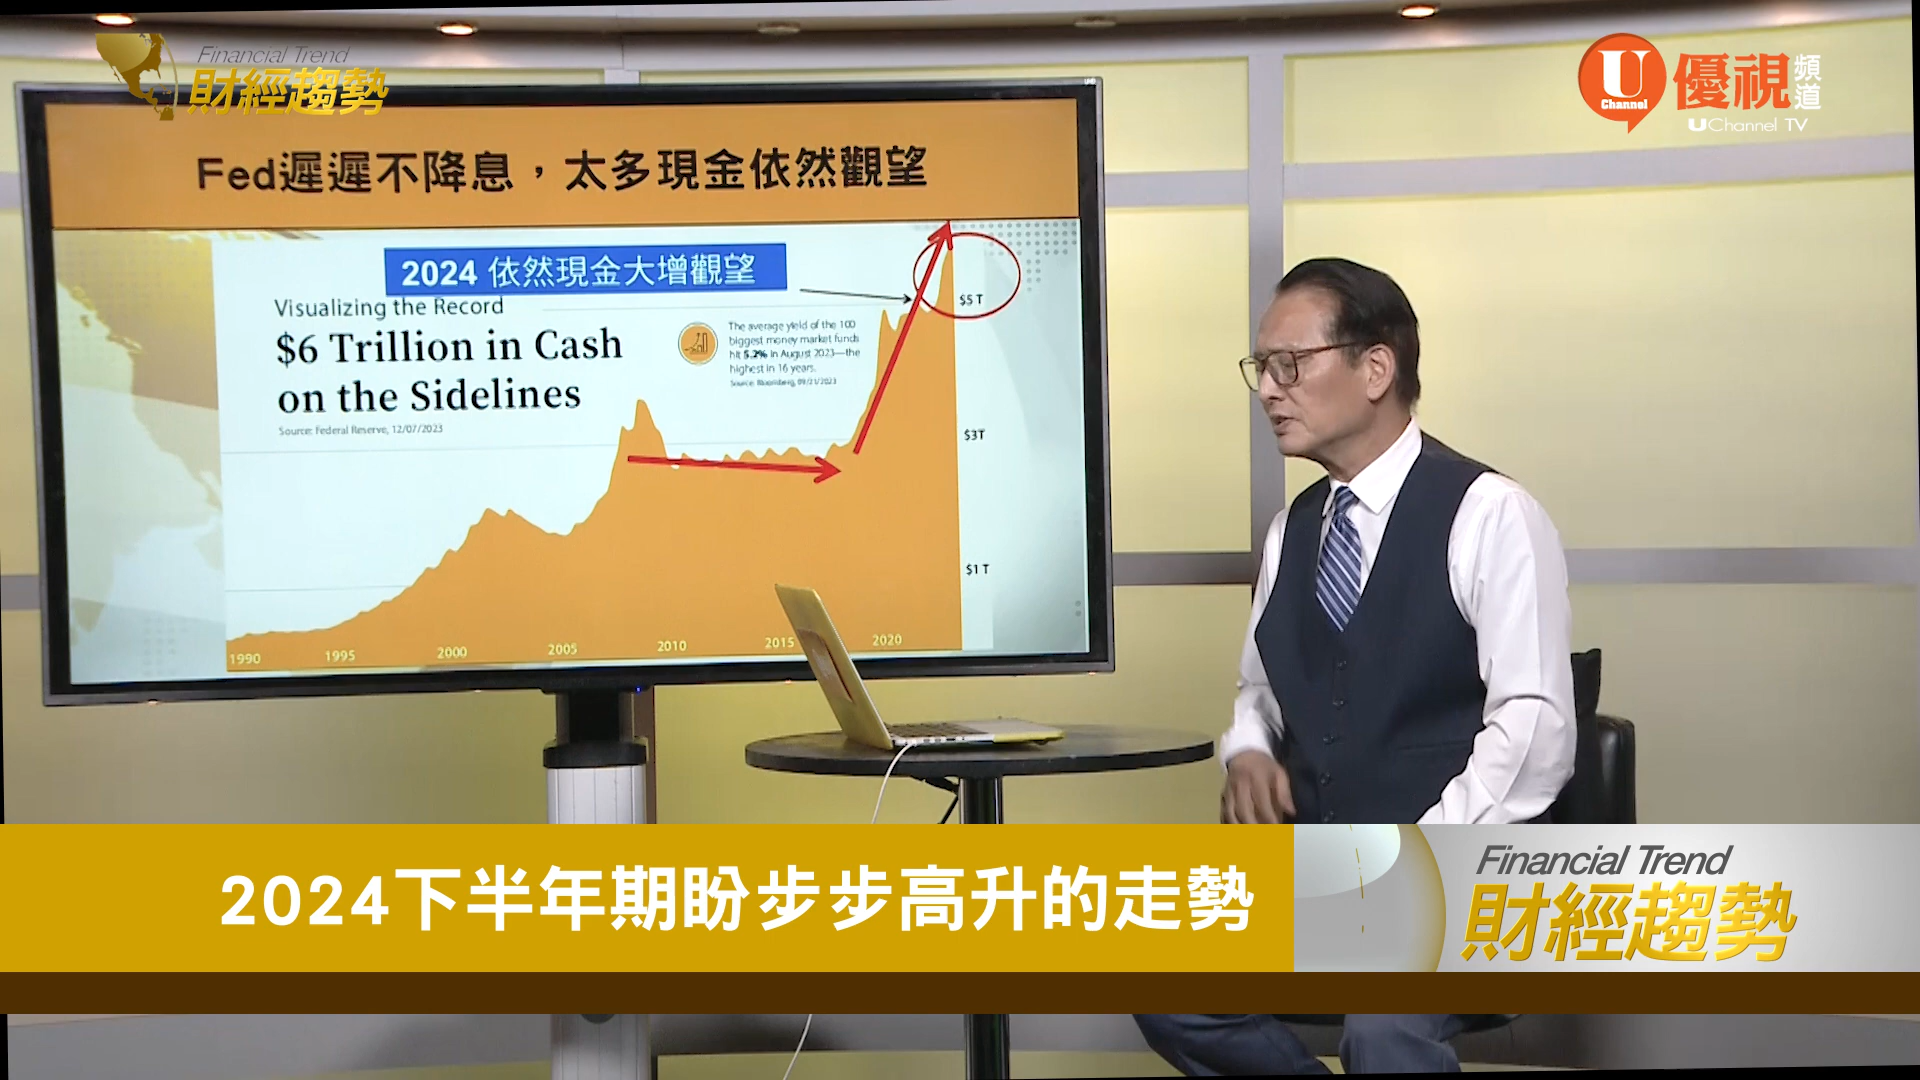 Financial Trend
財經趨勢
U
Channel
優視
頻道
UChannel TV
Fed遲遲不降息，太多現金依然觀望
2024 依然現金大增觀望
Visualizing the Record
$6 Trillion in Cash
on the Sidelines
Source: Federal Reserve, 12/07/2023
The average yield of the 100
biggest money market funds
hit 5.2% in August 2023—the
highest in 16 years.
Source: Bloomberg, 09/21/2023
$5 T
$3T
$1 T
1990
1995
2000
2005
2010
2015
2020
2024下半年期盼步步高升的走勢
Financial Trend
財經趨勢